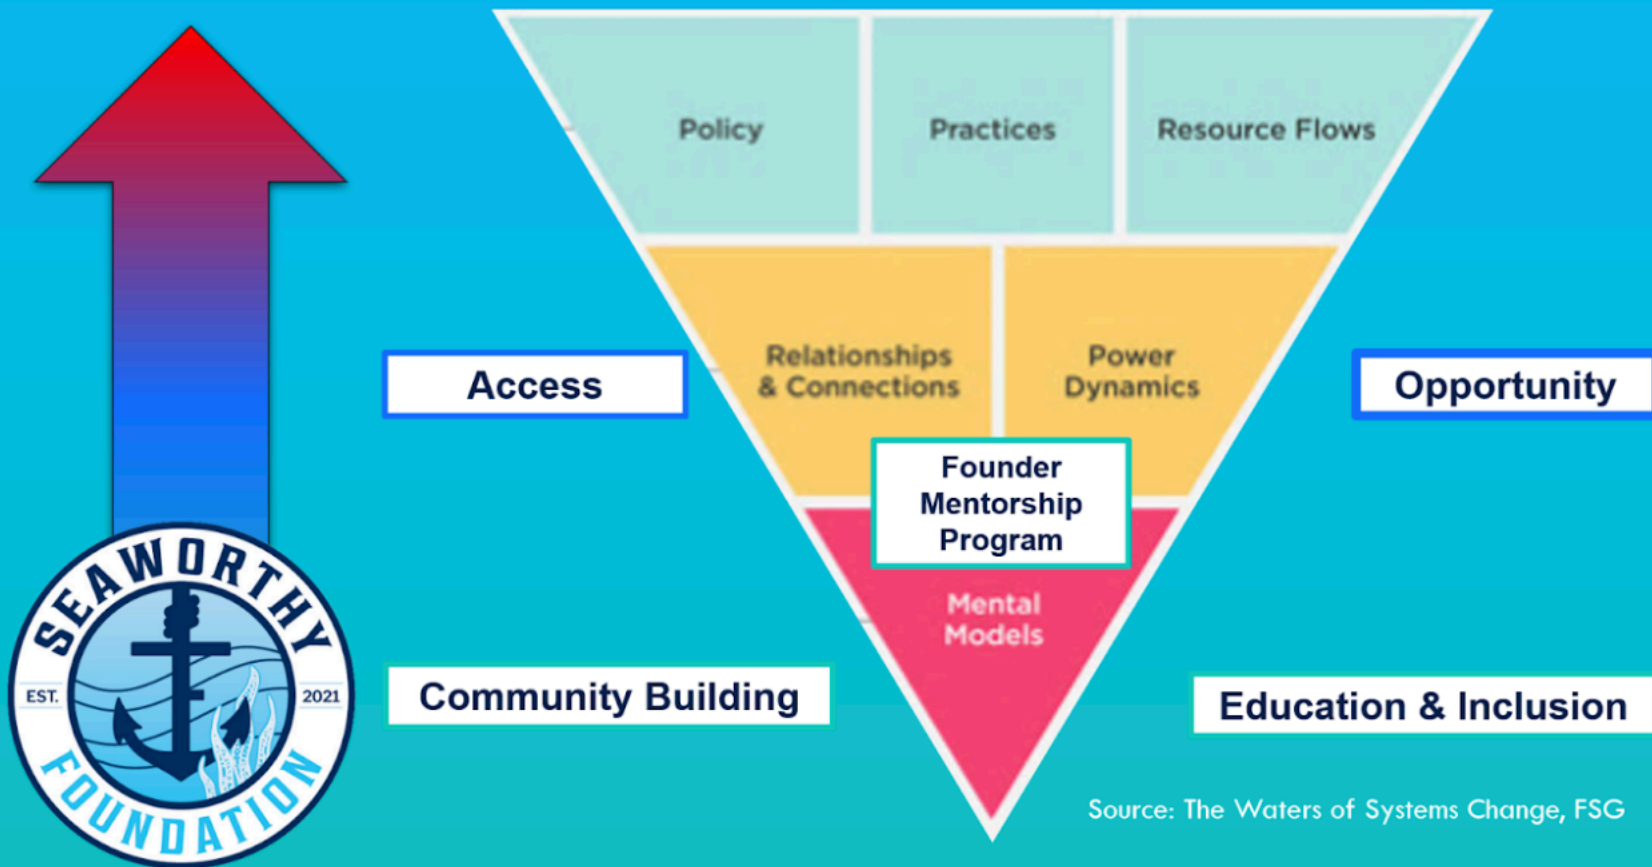 Policy
Practices
Resource Flows
Relationships
& Connections
Power
Dynamics
Access
Opportunity
Founder
Mentorship
Program
Mental
Models
Community Building
Education & Inclusion
SEAWORTHY
EST.
2021
FOUNDATION
Source: The Waters of Systems Change, FSG